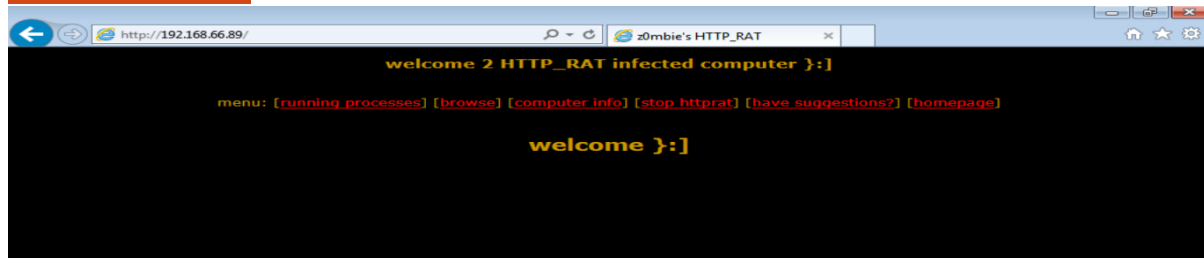 http://192.168.66.89/
z0mbie's HTTP_RAT
welcome 2 HTTP_RAT infected computer }:]
menu: [running processes] [browse] [computer info] [stop httprat] [have suggestions?] [homepage]
welcome }:]